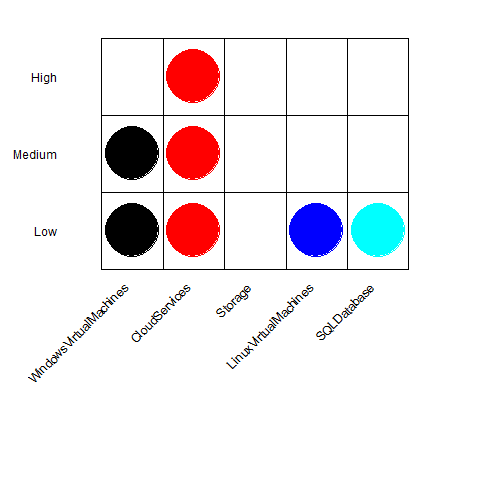 High
Medium
Low
WindowsVirtualMachines
CloudServices
Storage
LinuxVirtualMachines
SQLDatabase